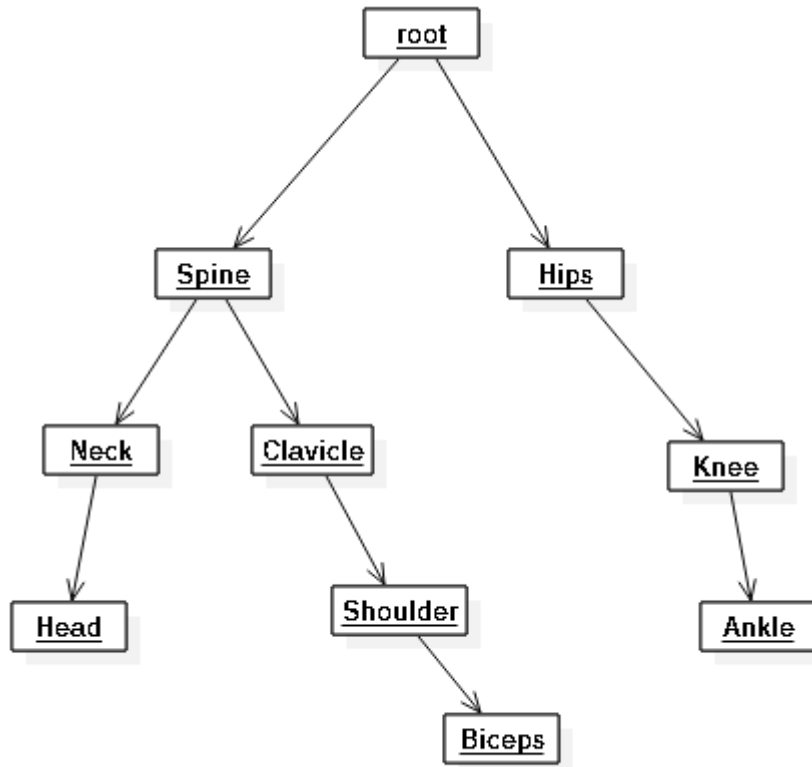 root
Spine
Hips
Neck
Clavicle
Knee
Head
Shoulder
Ankle
Biceps